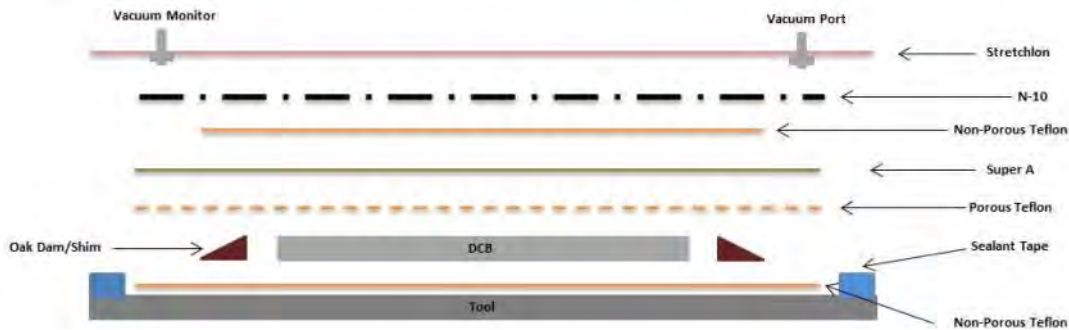 Vacuum Monitor
Vacuum Port
Stretchlon
N-10
Non-Porous Teflon
Super A
Porous Teflon
Oak Dam/Shim
DCB
Sealant Tape
Tool
Non-Porous Teflon